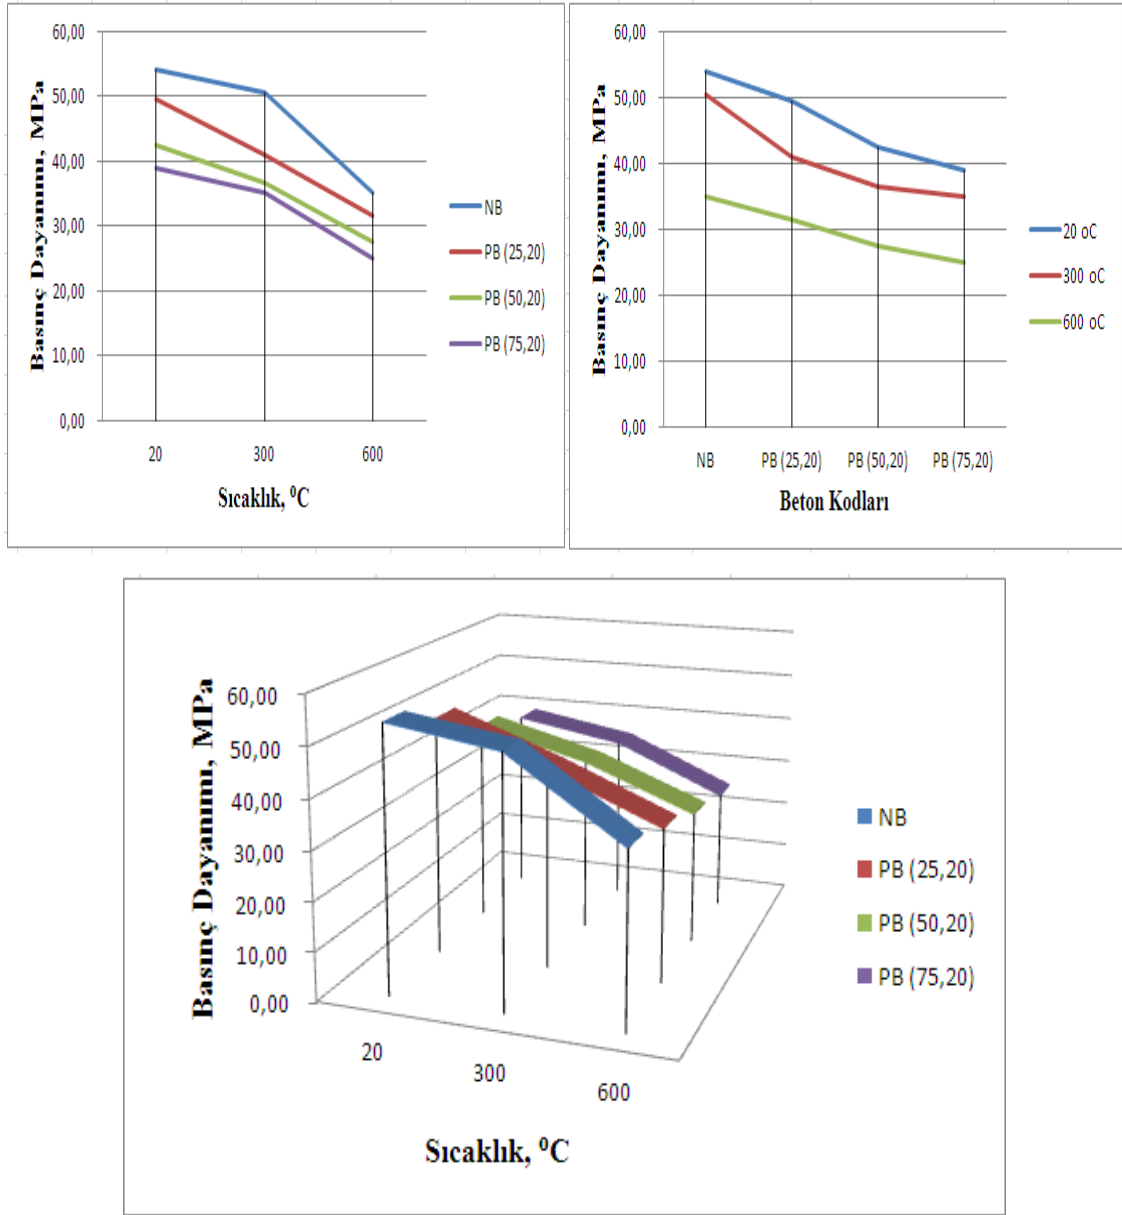 Basınç Dayanımı, MPa
60,00
50,00
40,00
30,00
20,00
10,00
0,00
20 300 600
Sıcaklık, ⁰C
NB
PB (25,20)
PB (50,20)
PB (75,20)
Basınç Dayanımı, MPa
60,00
50,00
40,00
30,00
20,00
10,00
0,00
NB PB (25,20) PB (50,20) PB (75,20)
Beton Kodları
20 oC
300 oC
600 oC
Basınç Dayanımı, MPa
60,00
50,00
40,00
30,00
20,00
10,00
0,00
20
300
600
Sıcaklık, ⁰C
NB
PB (25,20)
PB (50,20)
PB (75,20)